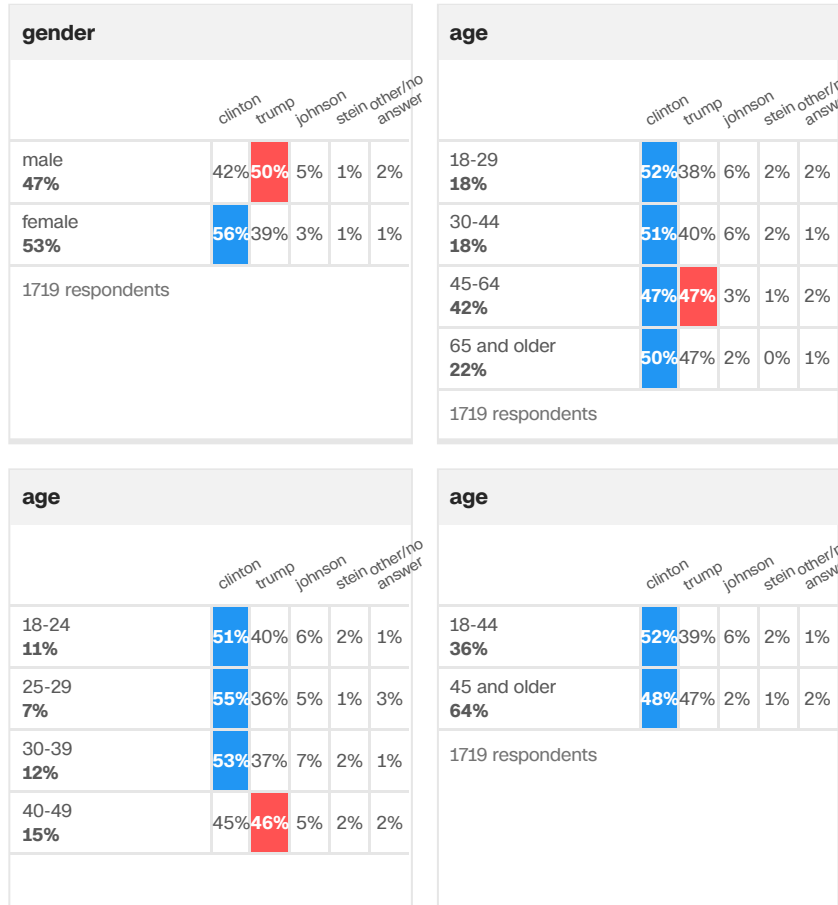 gender
clinton trump johnson stein other/no answer
male 42% 50% 5% 1% 2%
47%
female 56% 39% 3% 1% 1%
53%
1719 respondents
age
clinton trump johnson stein
18-29 52% 38% 6% 2% 2%
18%
30-44 51% 40% 6% 2% 1%
18%
45-64 47% 47% 3% 1% 2%
42%
65 and older 50% 47% 2% 0% 1%
22%
1719 respondents
age
clinton trump johnson stein other/no answer
18-24 51% 40% 6% 2% 1%
11%
25-29 55% 36% 5% 1% 3%
7%
30-39 53% 37% 7% 2% 1%
12%
40-49 45% 46% 5% 2% 2%
15%
age
clinton trump johnson stein
18-44 52% 39% 6% 2% 1%
36%
45 and older 48% 47% 2% 1% 2%
64%
1719 respondents